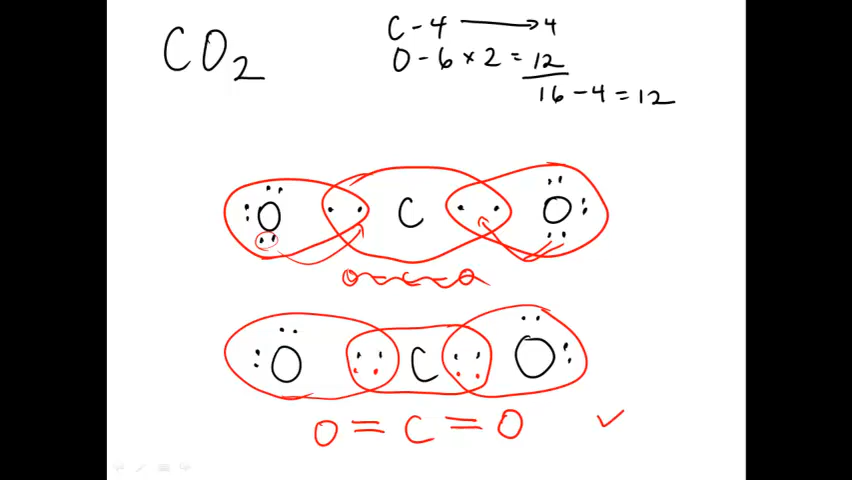 CO₂
C - 4 → 4
O - 6 × 2 = 12
16 - 4 = 12
O C O
O - C - O
O C O
O = C = O ✓